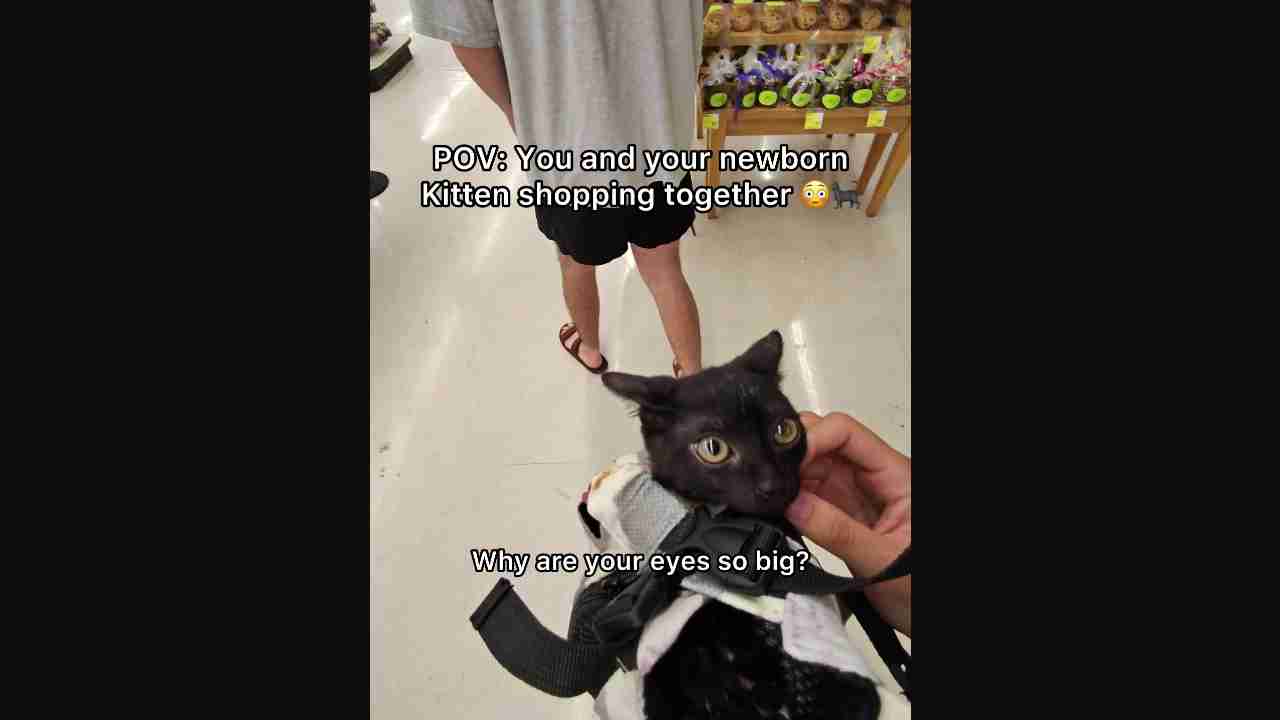 POV: You and your newborn
Kitten shopping together 😳🐈‍⬛
Why are your eyes so big?